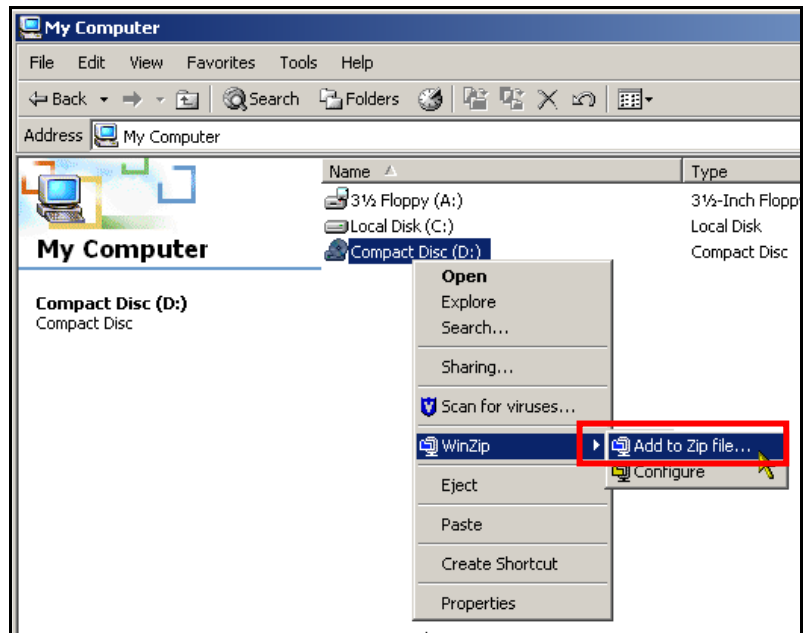 My Computer
File Edit View Favorites Tools Help
Back Search Folders
Address My Computer
Name Type
3½ Floppy (A:) 3½-Inch Flopp
Local Disk (C:) Local Disk
Compact Disc (D:) Compact Disc
My Computer
Compact Disc (D:)
Compact Disc
Open
Explore
Search...
Sharing...
Scan for viruses...
WinZip Add to Zip file...
Configure
Eject
Paste
Create Shortcut
Properties